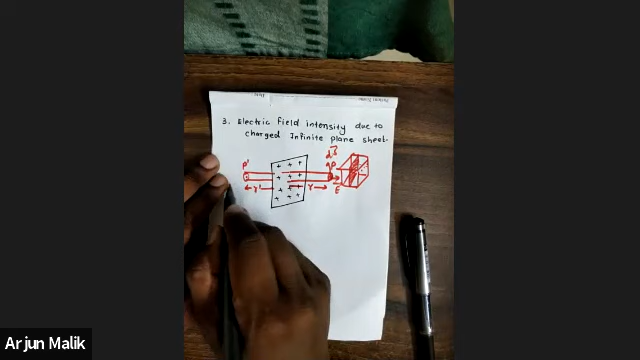 3. Electric Field intensity due to
charged Infinite plane sheet.
P'
r'
r
P
E
Arjun Malik